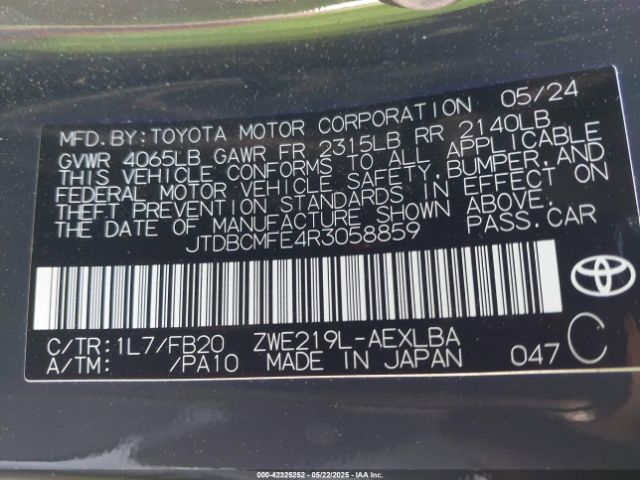 MFD.BY:TOYOTA MOTOR CORPORATION 05/24
GVWR 4065LB GAWR FR 2315LB RR 2140LB
THIS VEHICLE CONFORMS TO ALL APPLICABLE
FEDERAL MOTOR VEHICLE SAFETY,BUMPER,AND
THEFT PREVENTION STANDARDS IN EFFECT ON
THE DATE OF MANUFACTURE SHOWN ABOVE.
JTDBCMFE4R3058859 PASS.CAR
C/TR:1L7/FB20 ZWE219L-AEXLBA
A/TM: /PA10 MADE IN JAPAN 047 C
000-42325252 - 05/22/2025 - IAAI.COM